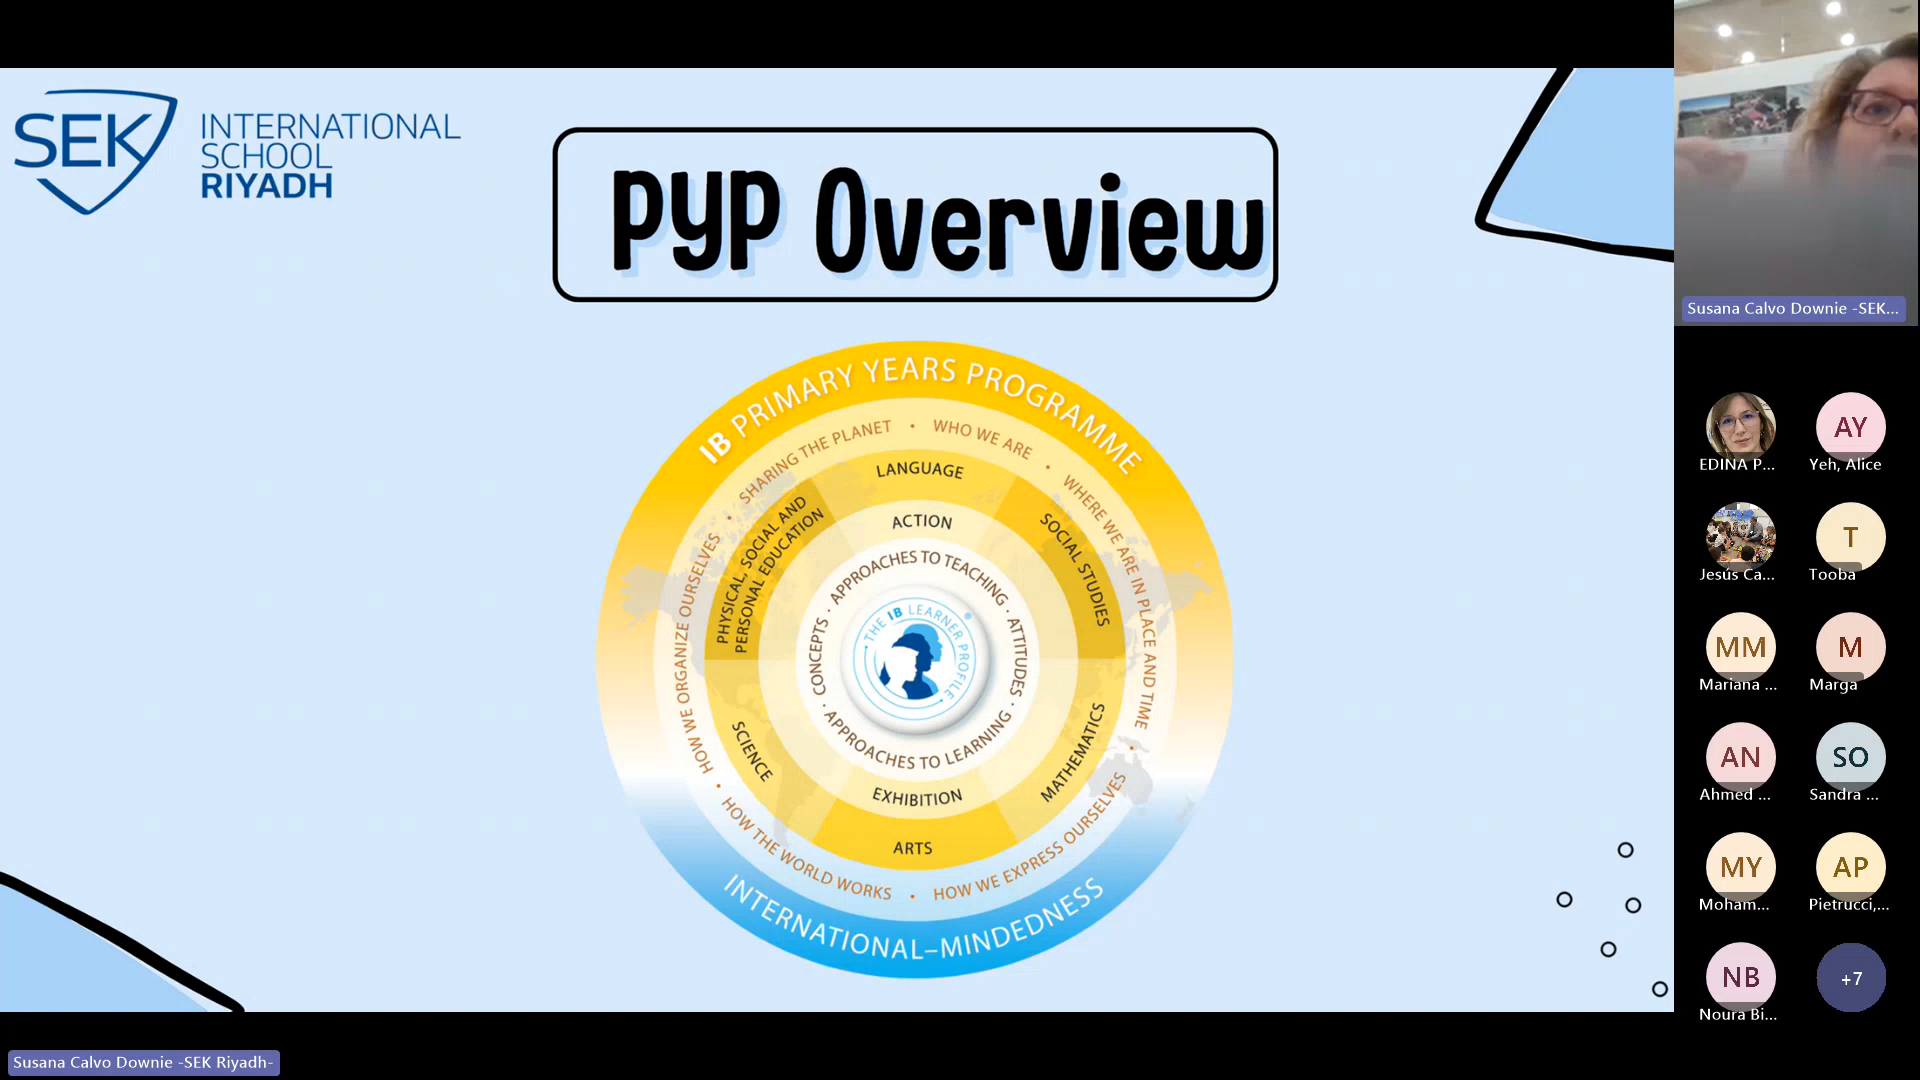 SEK
INTERNATIONAL
SCHOOL
RIYADH
PYP Overview
IB PRIMARY YEARS PROGRAMME
SHARING THE PLANET • WHO WE ARE • WHERE WE ARE IN PLACE AND TIME •
HOW WE EXPRESS OURSELVES • HOW THE WORLD WORKS • HOW WE ORGANIZE OURSELVES •
LANGUAGE
SOCIAL STUDIES
MATHEMATICS
ARTS
SCIENCE
PHYSICAL, SOCIAL AND
PERSONAL EDUCATION
ACTION
EXHIBITION
APPROACHES TO TEACHING · ATTITUDES · APPROACHES TO LEARNING · CONCEPTS ·
THE IB LEARNER PROFILE
INTERNATIONAL–MINDEDNESS
Susana Calvo Downie -SEK...
EDINA P...
AY
Yeh, Alice
Jesús Ca...
T
Tooba
MM
Mariana ...
M
Marga
AN
Ahmed ...
SO
Sandra ...
MY
Moham...
AP
Pietrucci,...
NB
Noura Bi...
+7
Susana Calvo Downie -SEK Riyadh-